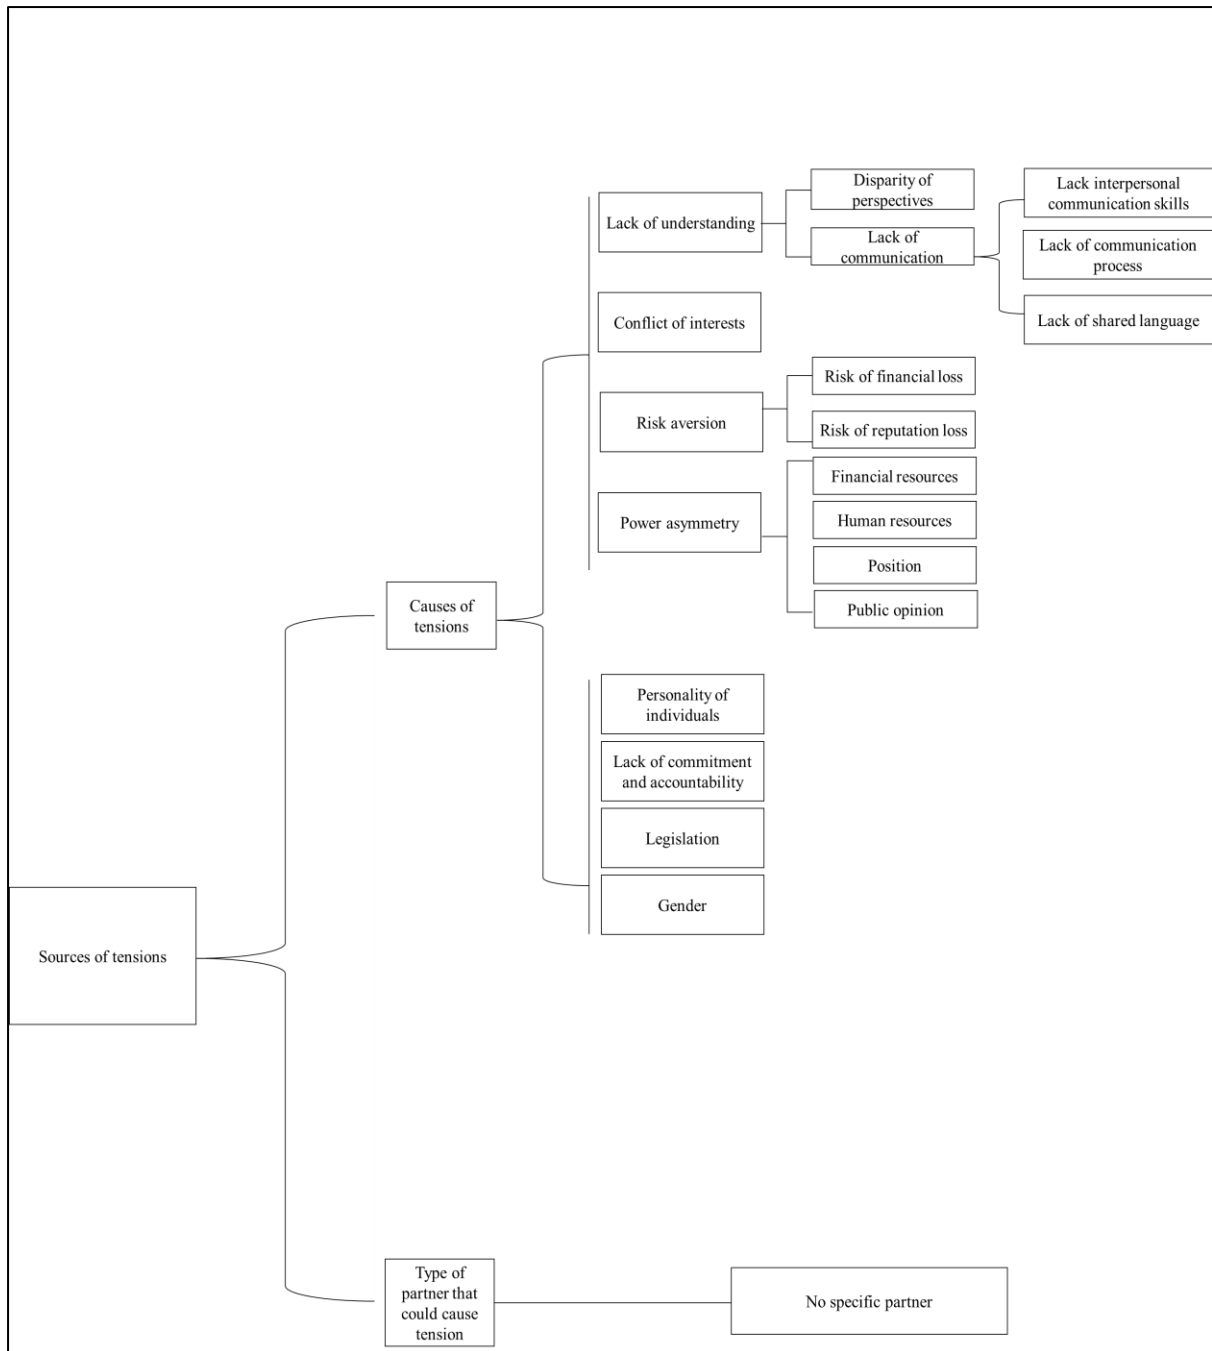 Disparity of
perspectives
Lack interpersonal
communication skills
Lack of understanding
Lack of
communication
Lack of communication
process
Conflict of interests
Lack of shared language
Risk of financial loss
Risk aversion
Risk of reputation loss
Financial resources
Power asymmetry
Human resources
Position
Causes of
tensions
Public opinion
Personality of
individuals
Lack of commitment
and accountability
Legislation
Gender
Sources of tensions
Type of
partner that
could cause
tension
No specific partner